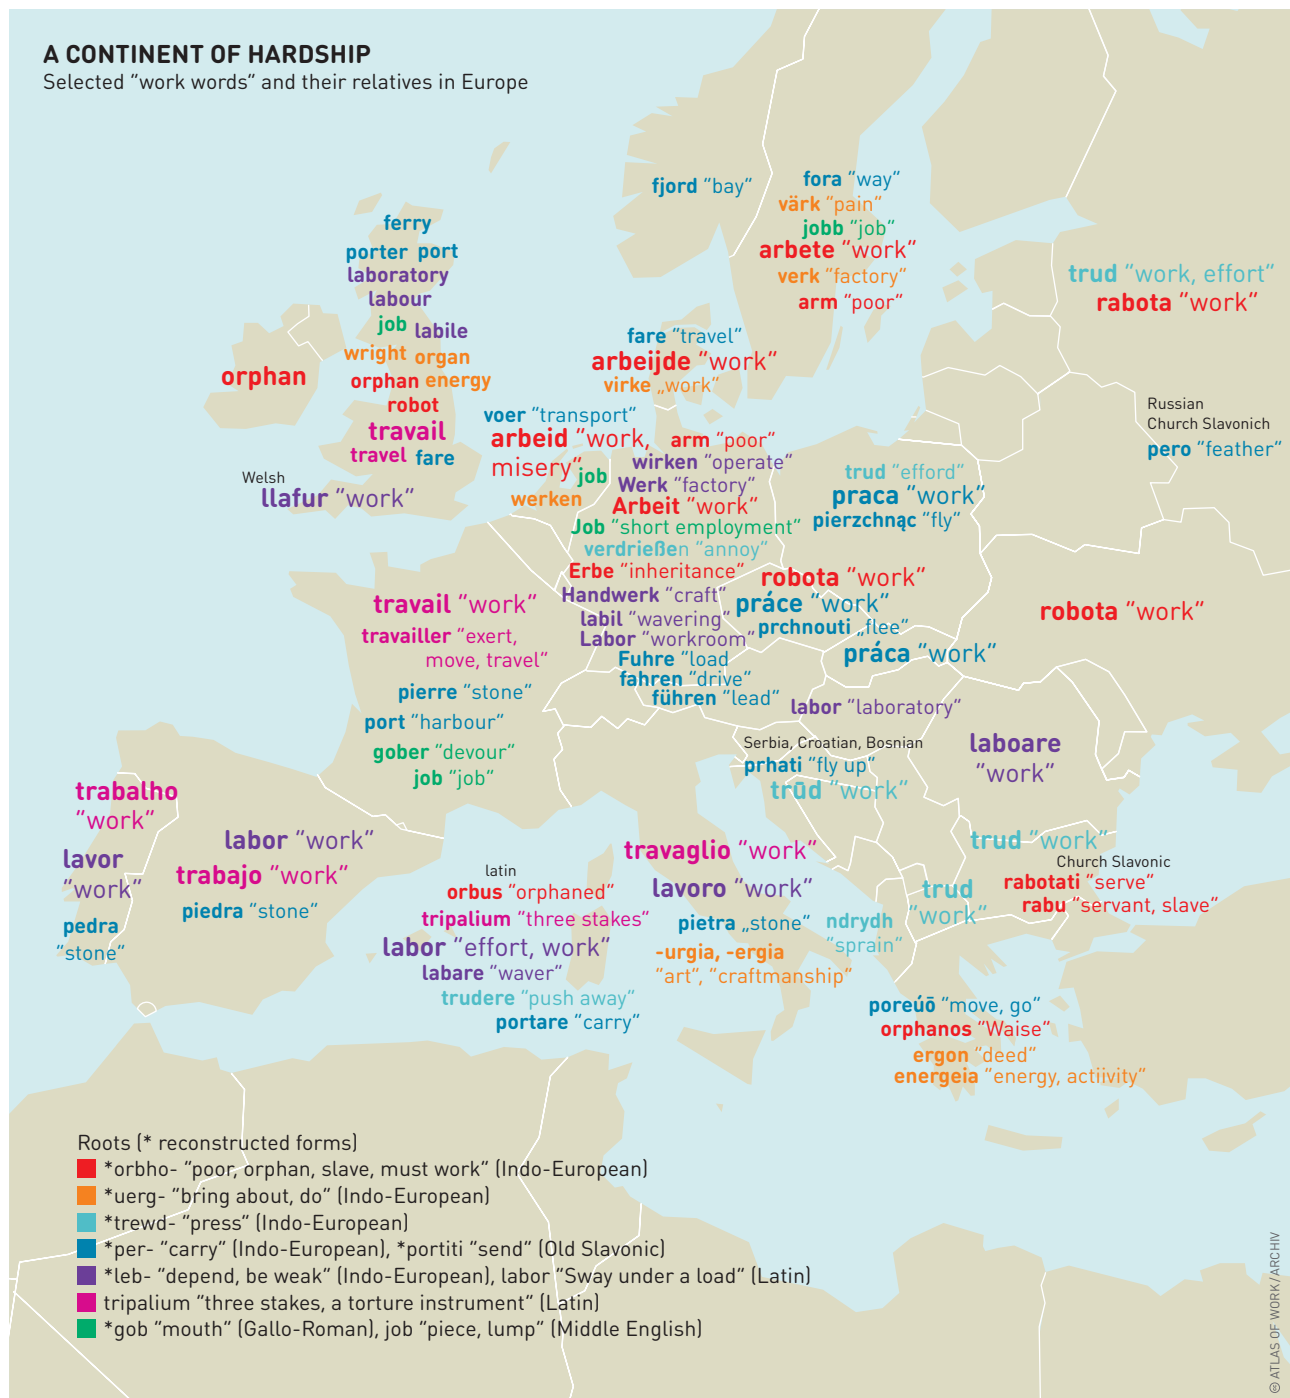 A CONTINENT OF HARDSHIP
Selected “work words“ and their relatives in Europe
fjord “bay“
fora “way“
värk “pain“
jobb “job“
arbete “work“
verk “factory“
arm “poor“
trud “work, effort“
rabota “work“
ferry
porter port
laboratory
labour
job labile
wright organ
orphan energy
robot
travail
travel fare
orphan
Welsh
llafur “work“
fare “travel“
arbeijde “work“
virke „work“
voer “transport“
arbeid “work,
misery“
job
werken
arm “poor“
wirken “operate“
Werk “factory“
Arbeit “work“
Job “short employment“
verdrießen “annoy“
Erbe “inheritance“
Handwerk “craft“
labil “wavering“
Labor “workroom“
Fuhre “load
fahren “drive“
führen “lead“
trud “efford“
praca “work“
pierzchnąc “fly“
Russian
Church Slavonich
pero “feather“
robota “work“
práce “work“
prchnouti „flee“
práca “work“
robota “work“
travail “work“
travailler “exert,
move, travel“
pierre “stone“
port “harbour“
gober “devour“
job “job“
labor “laboratory“
Serbia, Croatian, Bosnian
prhati “fly up“
trūd “work“
laboare
“work“
trabalho
“work“
lavor
“work“
pedra
“stone“
labor “work“
trabajo “work“
piedra “stone“
latin
orbus “orphaned“
tripalium “three stakes“
labor “effort, work“
labare “waver“
trudere “push away“
portare “carry“
travaglio “work“
lavoro “work“
pietra „stone“
-urgia, -ergia
“art“, “craftmanship“
ndrydh
“sprain“
trud “work“
Church Slavonic
rabotati “serve“
rabu “servant, slave“
trud
“work“
poreúō “move, go“
orphanos “Waise“
ergon “deed“
energeia “energy, actiivity“
Roots (* reconstructed forms)
*orbho- “poor, orphan, slave, must work“ (Indo-European)
*uerg- “bring about, do“ (Indo-European)
*trewd- “press“ (Indo-European)
*per- “carry“ (Indo-European), *portiti “send“ (Old Slavonic)
*leb- “depend, be weak“ (Indo-European), labor “Sway under a load“ (Latin)
tripalium “three stakes, a torture instrument“ (Latin)
*gob “mouth“ (Gallo-Roman), job “piece, lump“ (Middle English)
ATLAS OF WORK/ARCHIV